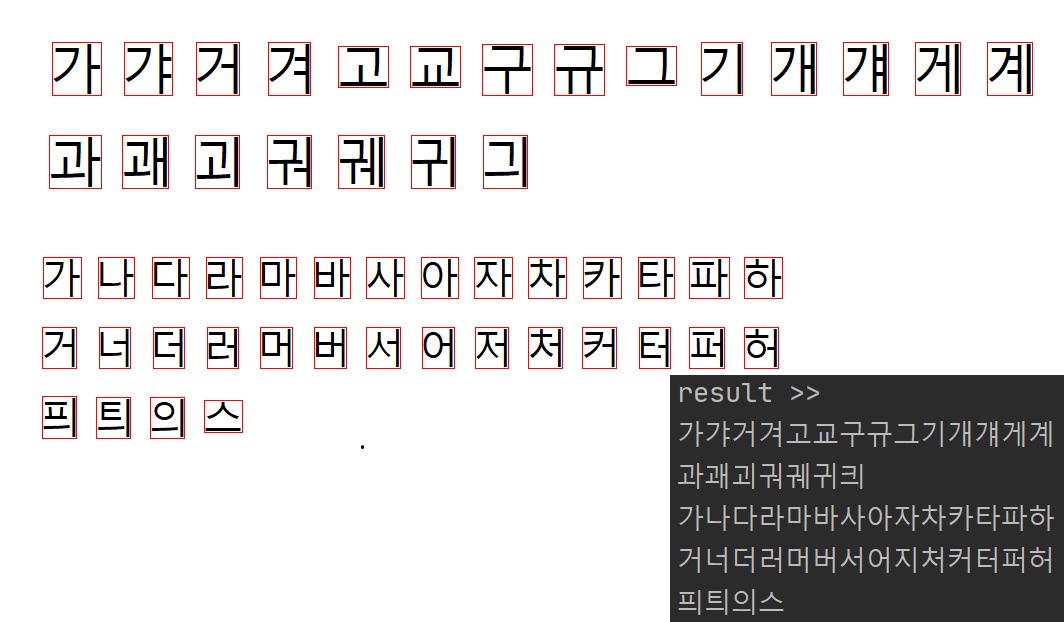 가 갸 거 겨 고 교 구 규 그 기 개 걔 게 계
과 괘 괴 궈 궤 귀 긔
가 나 다 라 마 바 사 아 자 차 카 타 파 하
거 너 더 러 머 버 서 어 저 처 커 터 퍼 허
픠 틔 의 스
.
result >>
가갸거겨고교구규그기개걔게계
과괘괴궈궤귀킈
가나다라마바사아자차카타파하
거너더러머버서어지처커터퍼허
픠틔의스